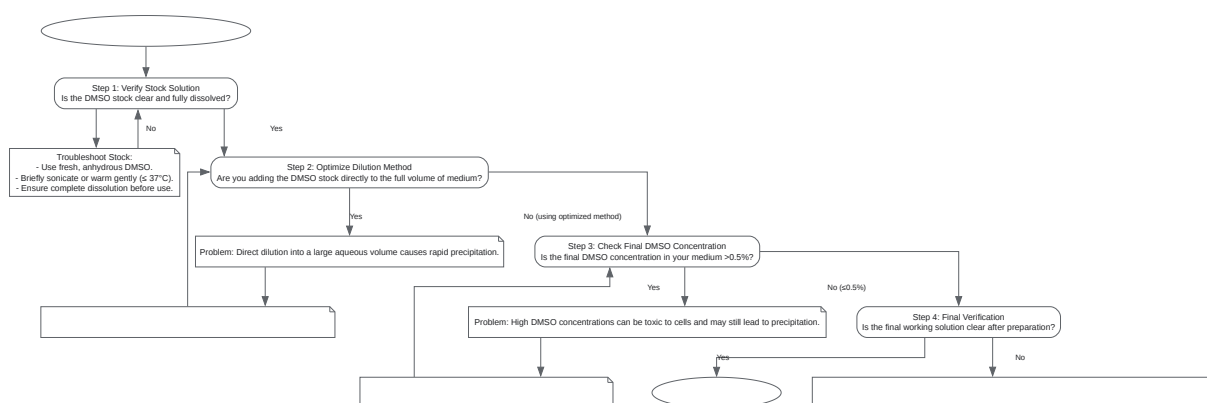 Step 1: Verify Stock Solution
Is the DMSO stock clear and fully dissolved?
No
Yes
Troubleshoot Stock:
- Use fresh, anhydrous DMSO.
- Briefly sonicate or warm gently (≤ 37°C).
- Ensure complete dissolution before use.
Step 2: Optimize Dilution Method
Are you adding the DMSO stock directly to the full volume of medium?
Yes
No (using optimized method)
Problem: Direct dilution into a large aqueous volume causes rapid precipitation.
Step 3: Check Final DMSO Concentration
Is the final DMSO concentration in your medium >0.5%?
Yes
No (≤0.5%)
Problem: High DMSO concentrations can be toxic to cells and may still lead to precipitation.
Step 4: Final Verification
Is the final working solution clear after preparation?
Yes
No